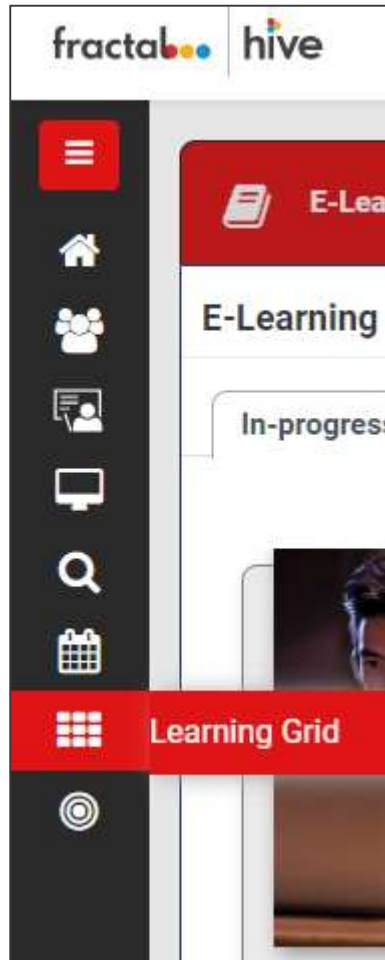 fractal
hive
E-Lea
E-Learning
In-progress
Learning Grid